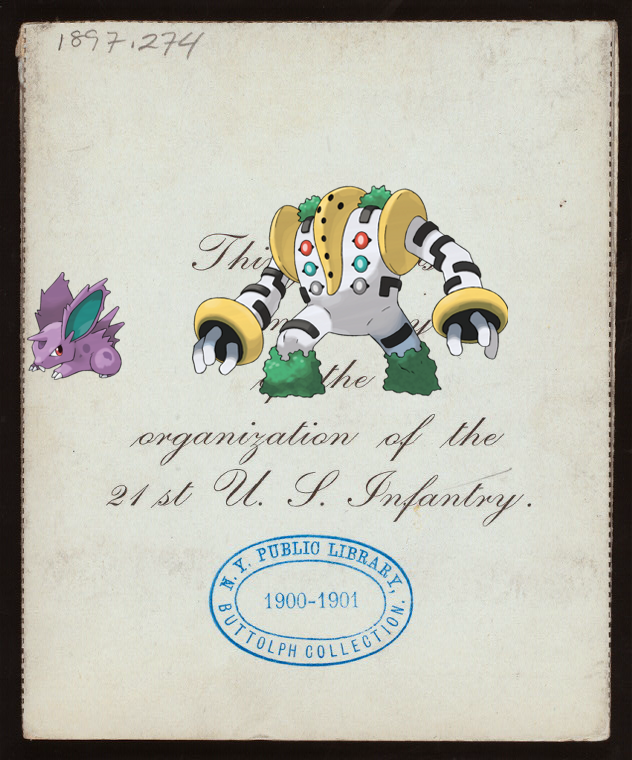 1897.274
the
organization of the
21st U. S. Infantry.
N. Y. PUBLIC LIBRARY,
1900-1901
BUTTOLPH COLLECTION.